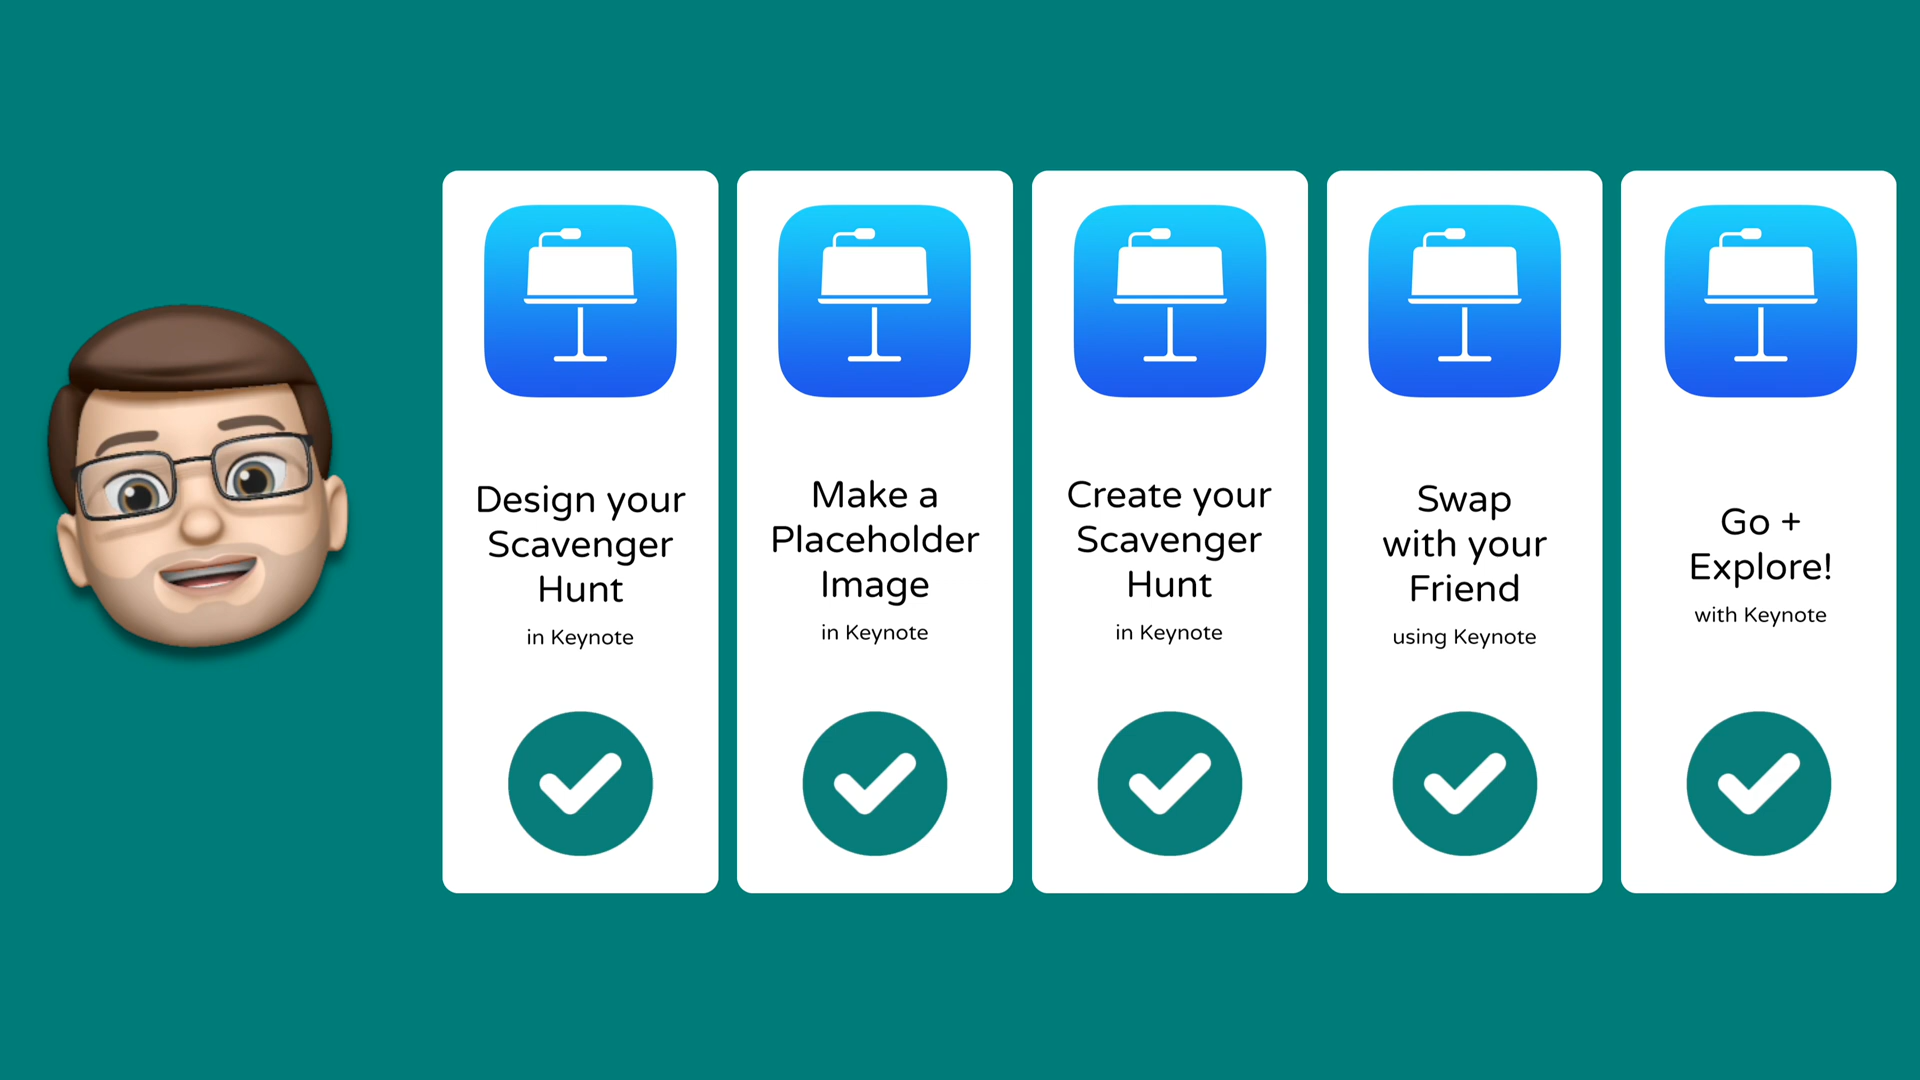 Design your
Scavenger
Hunt
in Keynote
Make a
Placeholder
Image
in Keynote
Create your
Scavenger
Hunt
in Keynote
Swap
with your
Friend
using Keynote
Go +
Explore!
with Keynote